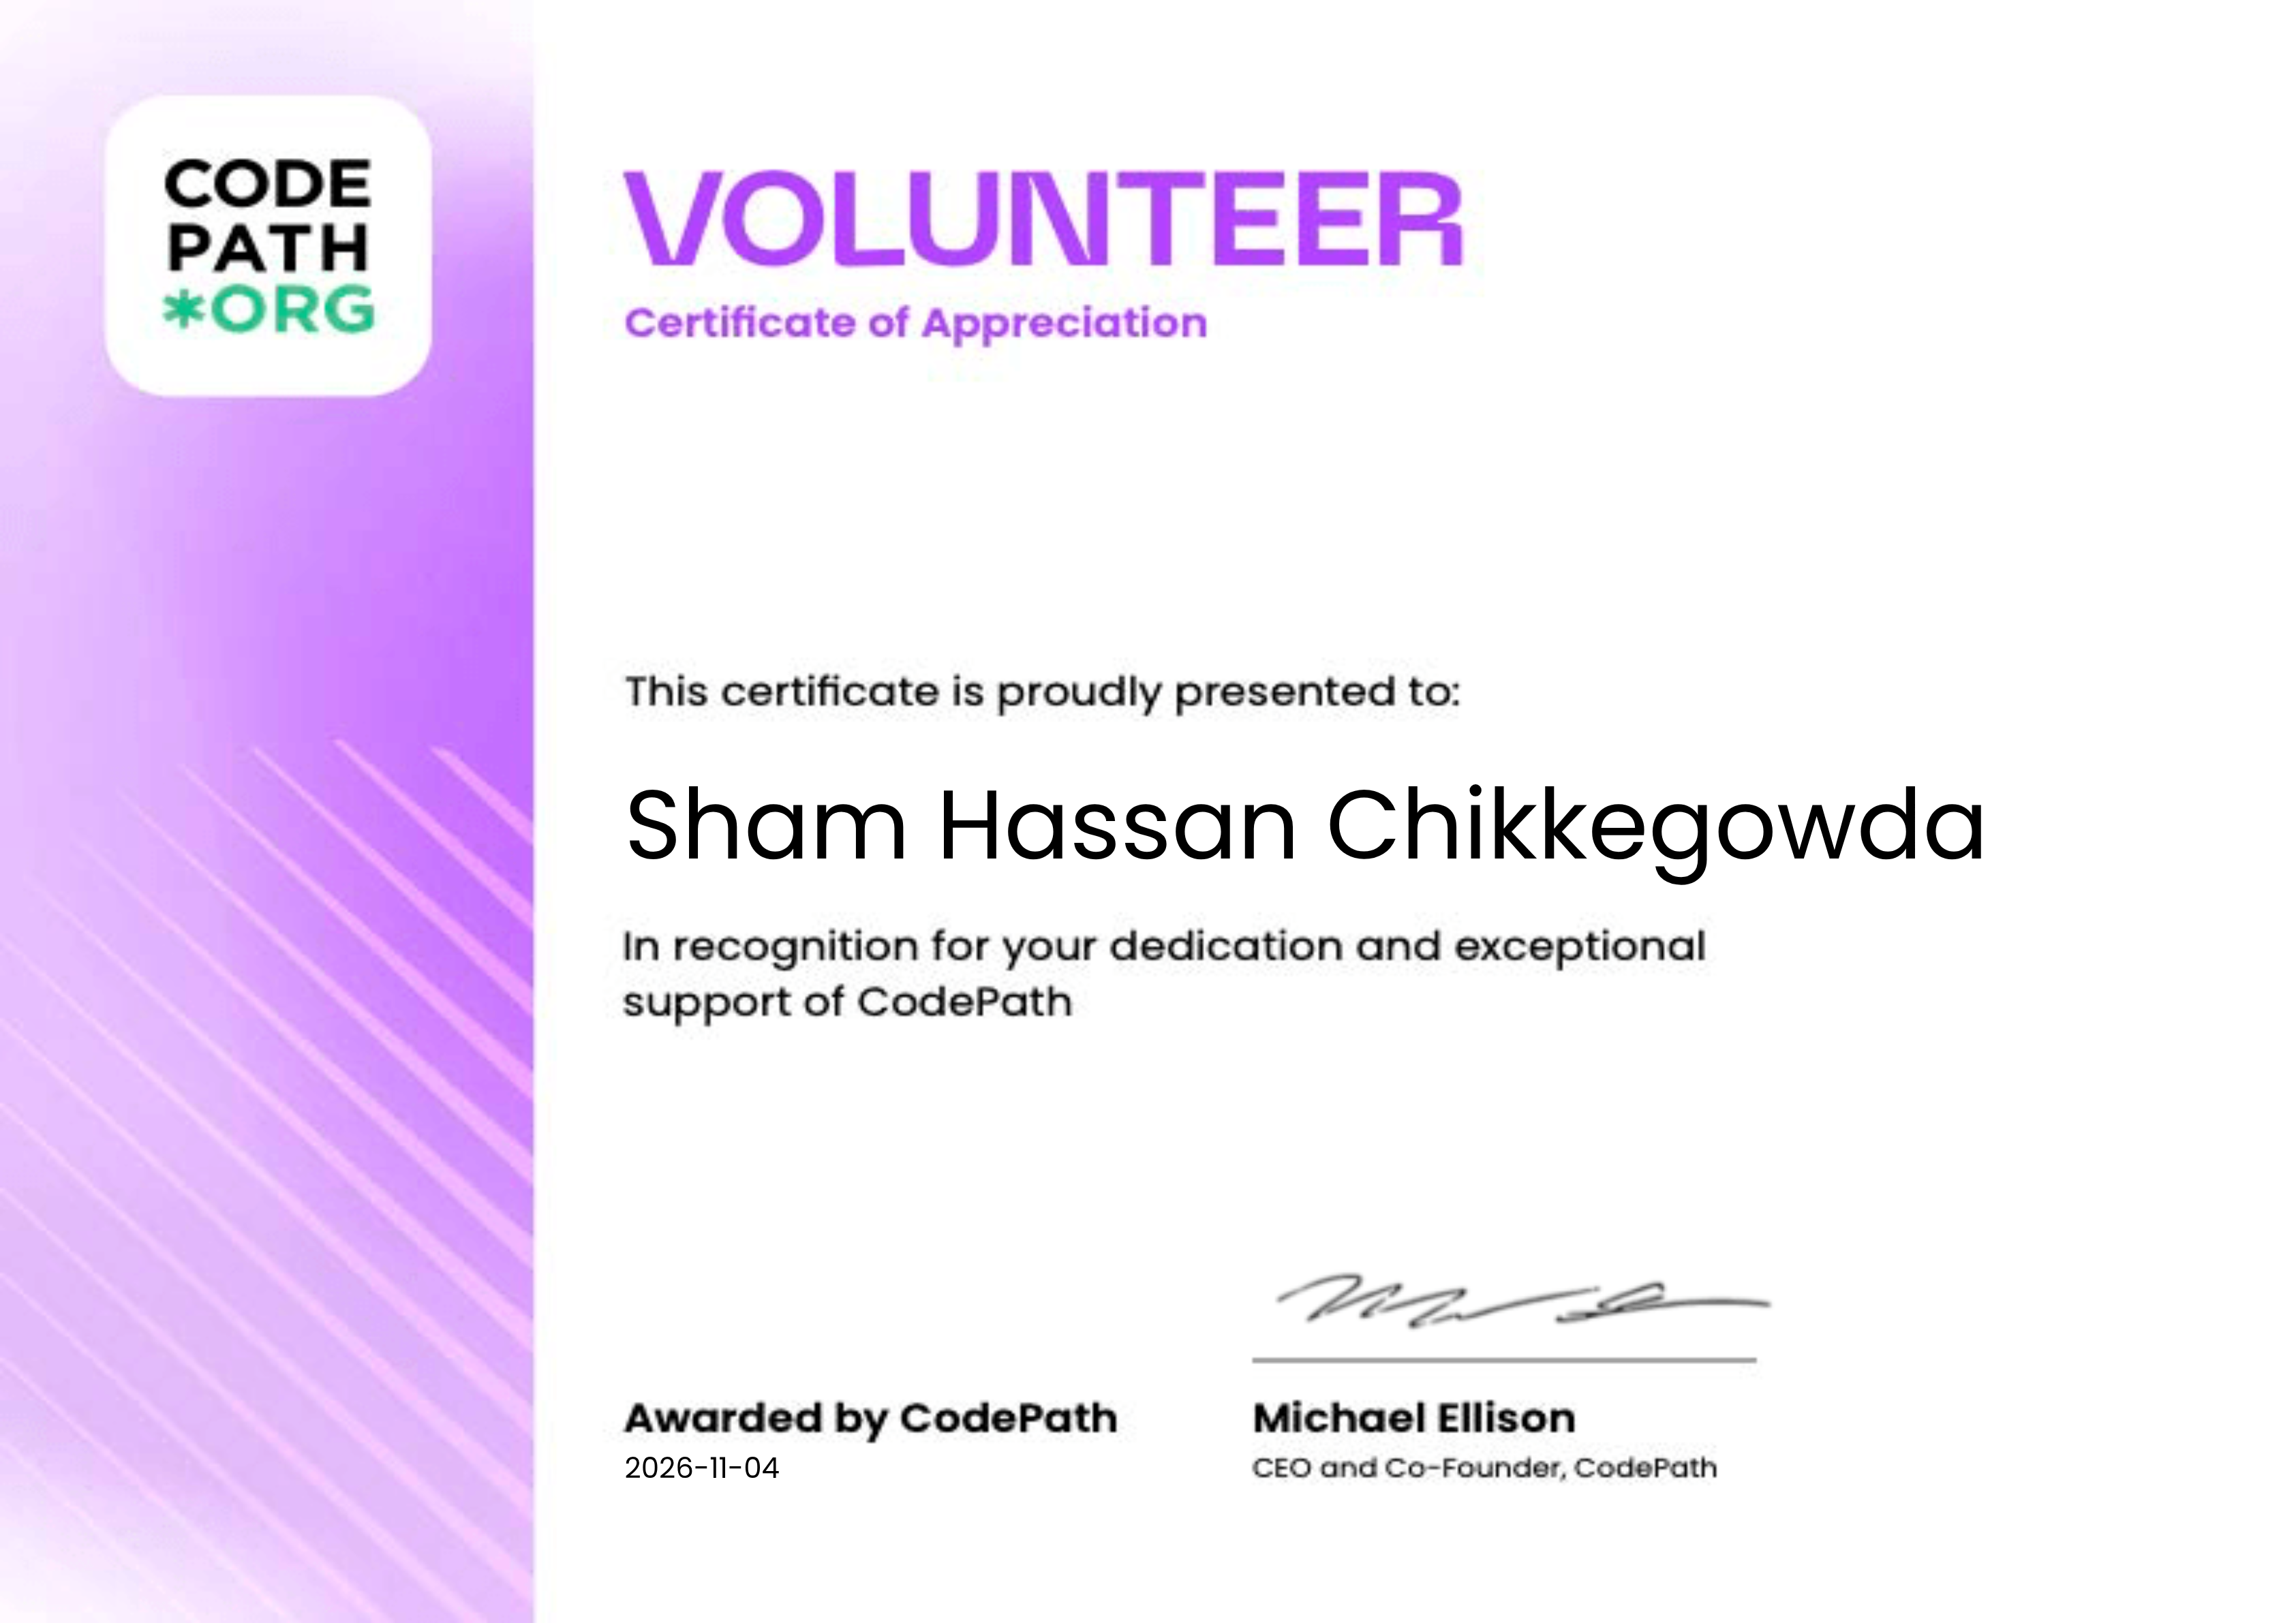 CODE
PATH
*ORG
VOLUNTEER
Certificate of Appreciation
This certificate is proudly presented to:
Sham Hassan Chikkegowda
In recognition for your dedication and exceptional
support of CodePath
Awarded by CodePath
2026-11-04
Michael Ellison
CEO and Co-Founder, CodePath